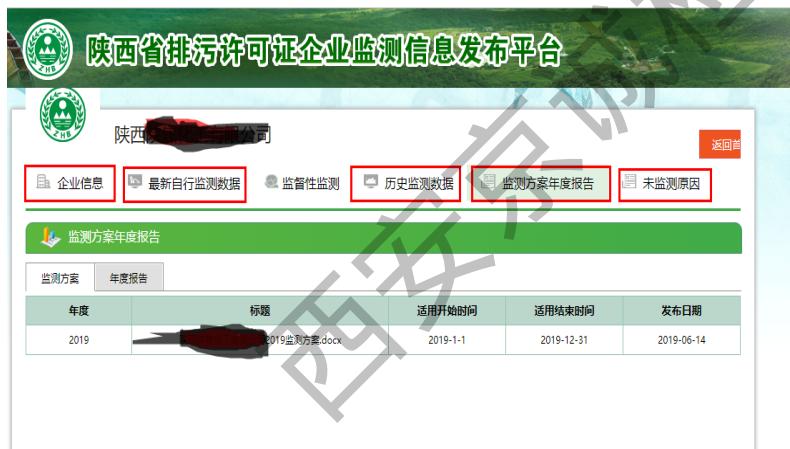 陕西省排污许可证企业监测信息发布平台
ZHB
ZHB
陕西 公司
返回首
企业信息 最新自行监测数据 监督性监测 历史监测数据 监测方案年度报告 未监测原因
监测方案年度报告
监测方案 年度报告
年度 标题 适用开始时间 适用结束时间 发布日期
2019 2019监测方案.docx 2019-1-1 2019-12-31 2019-06-14
西安京诚检